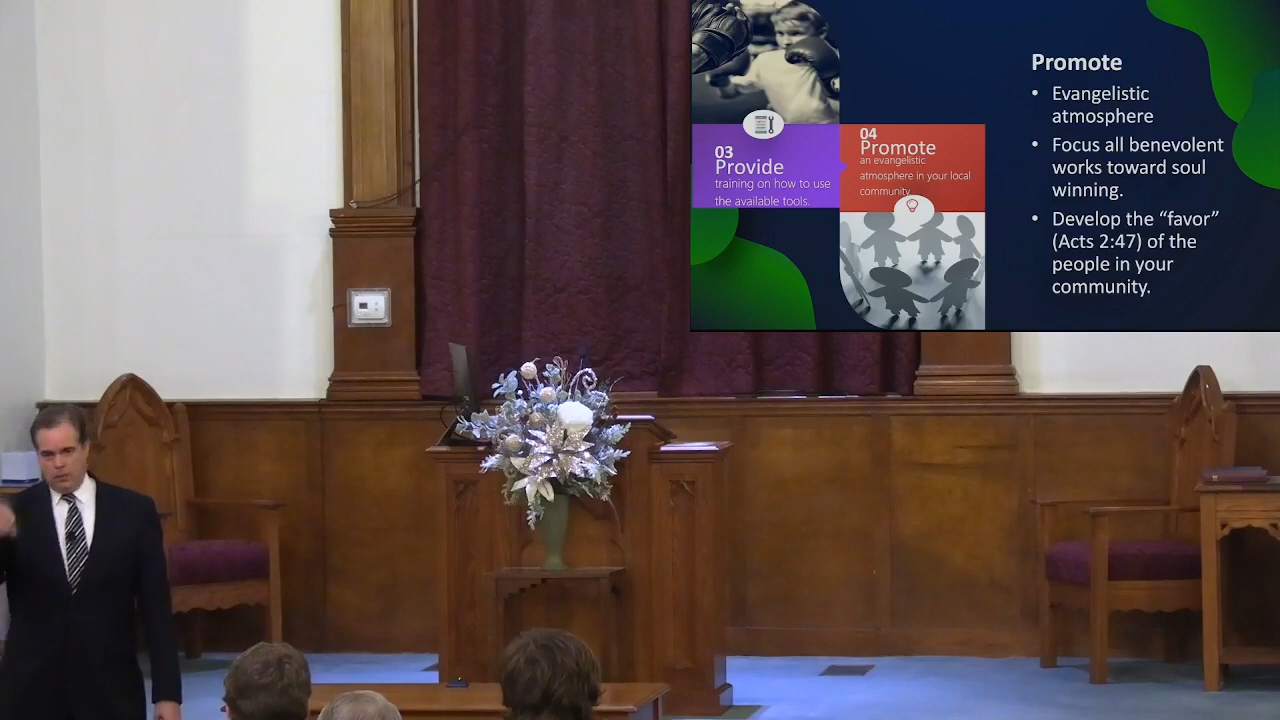 03
Provide
training on how to use
the available tools.
04
Promote
an evangelistic
atmosphere in your local
community.
Promote
• Evangelistic
atmosphere
• Focus all benevolent
works toward soul
winning.
• Develop the “favor”
(Acts 2:47) of the
people in your
community.